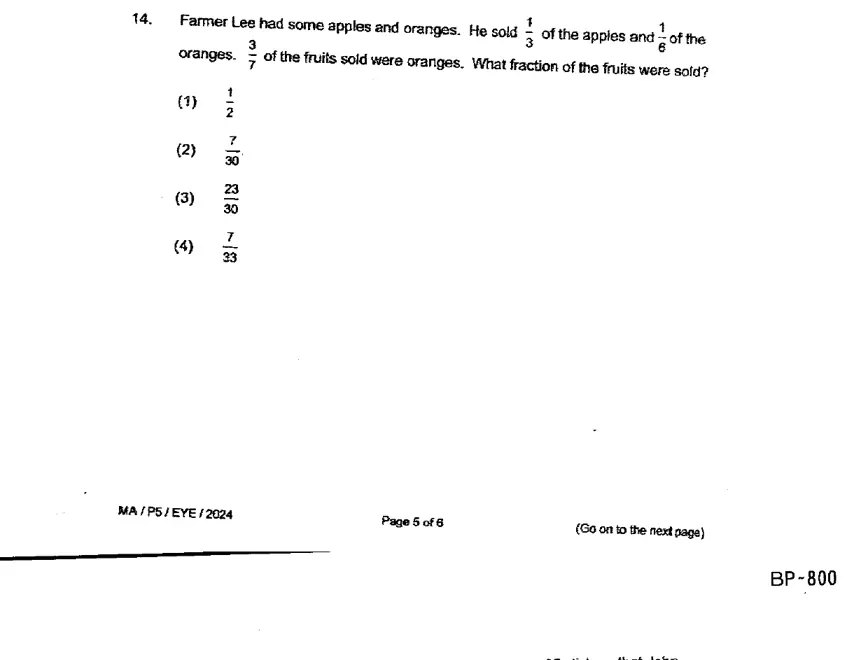 14. Farmer Lee had some apples and oranges. He sold 1/3 of the apples and 1/6 of the
oranges. 3/7 of the fruits sold were oranges. What fraction of the fruits were sold?
(1) 1/2
(2) 7/30
(3) 23/30
(4) 7/33
MA / P5 / EYE / 2024
Page 5 of 6
(Go on to the next page)
BP-800